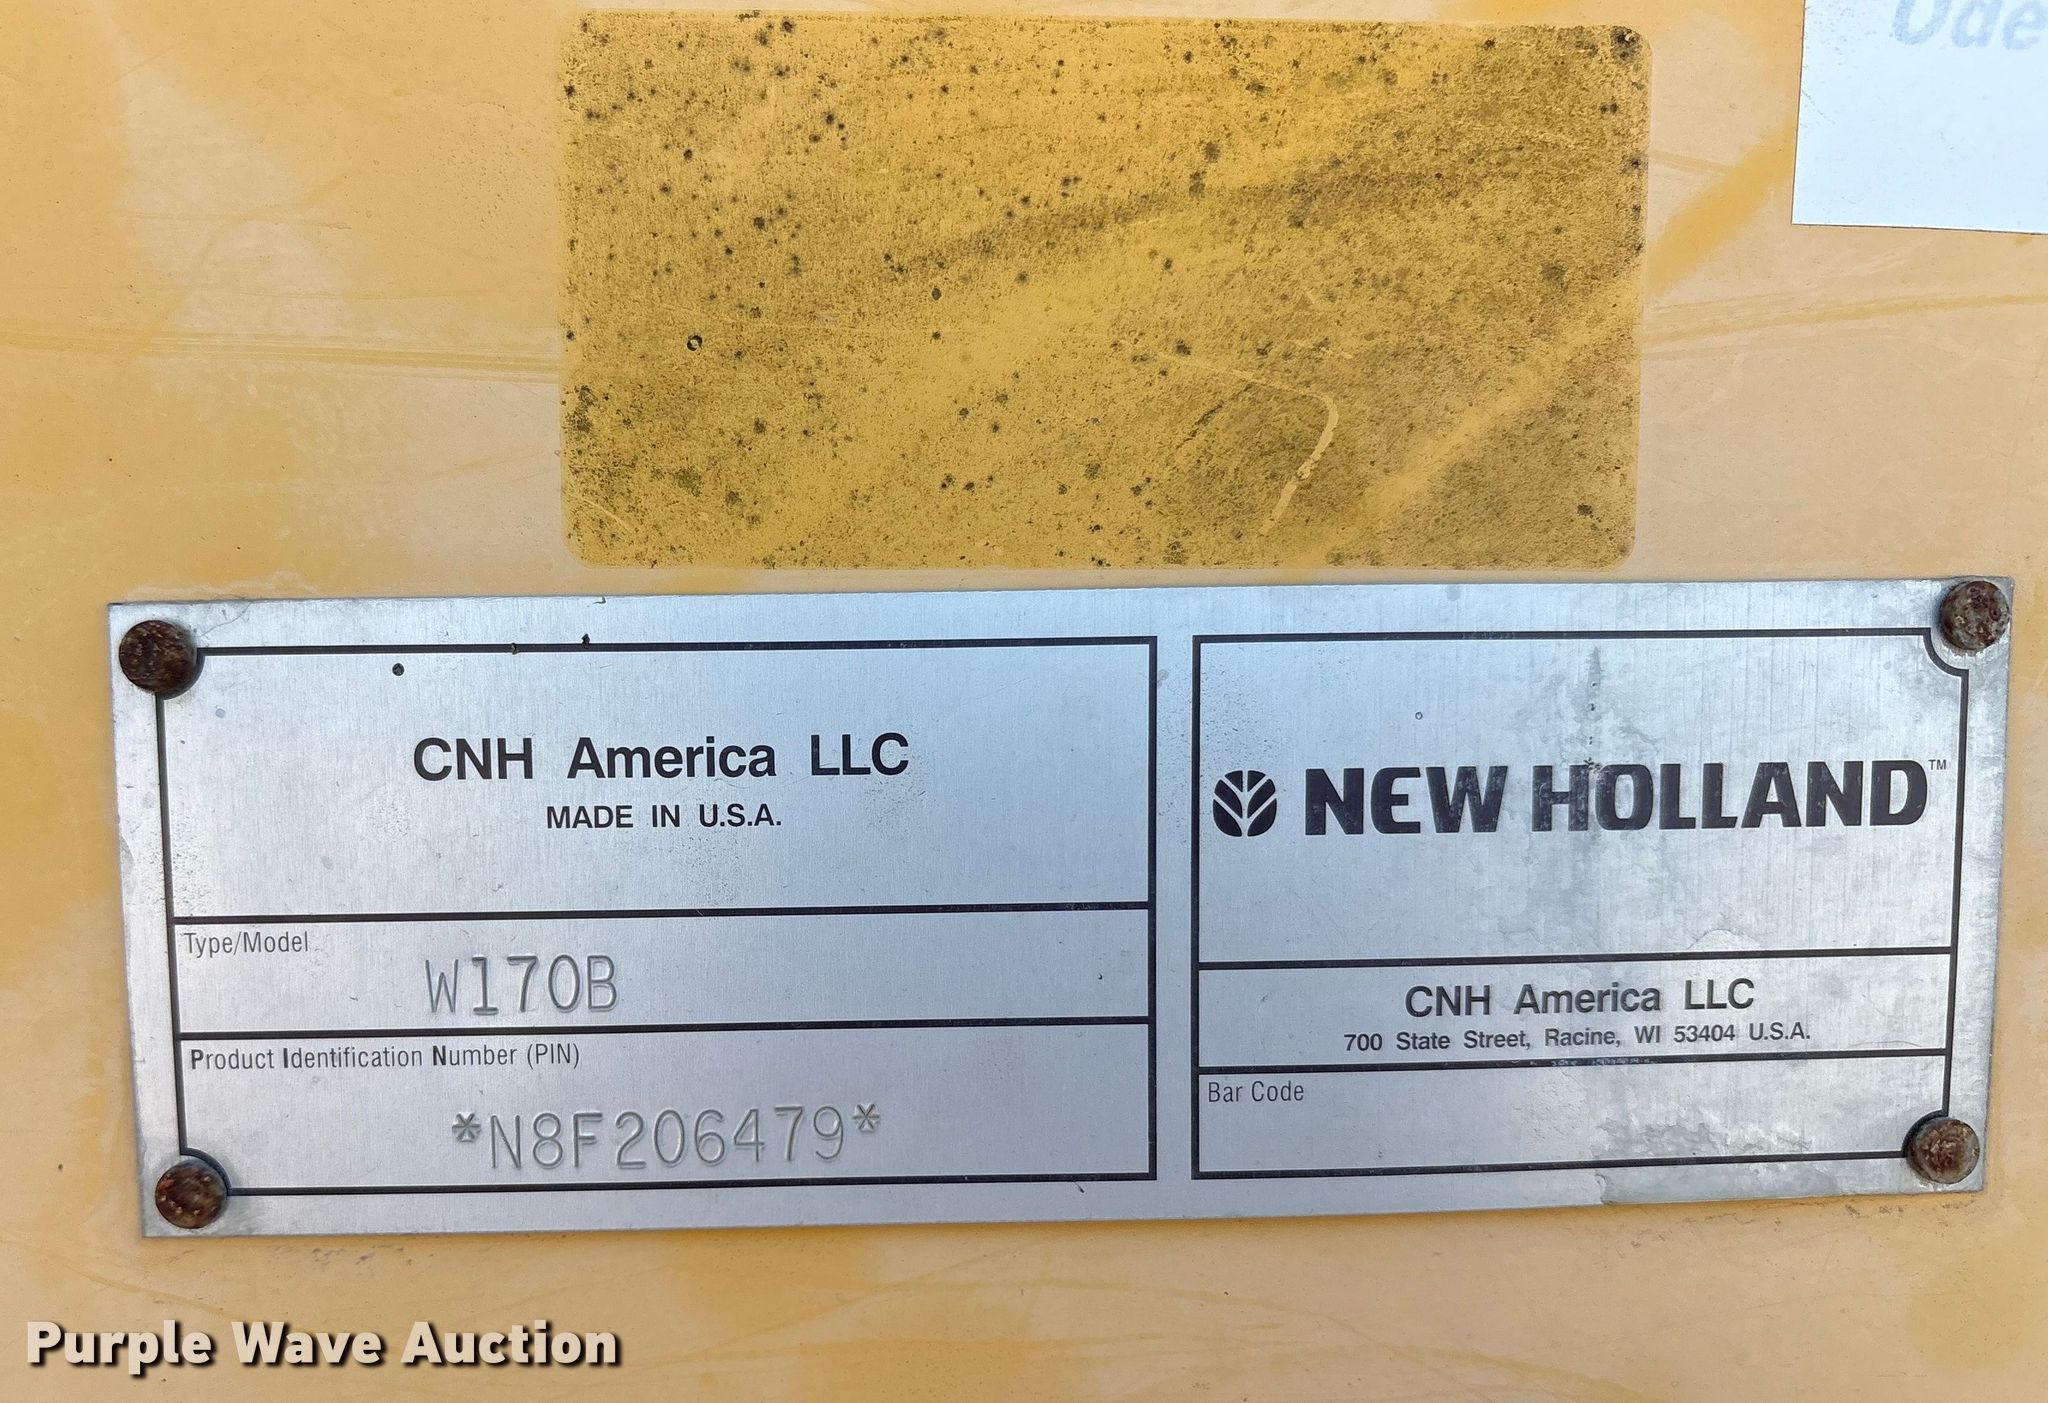 CNH America LLC
MADE IN U.S.A.
Type/Model
W170B
Product Identification Number (PIN)
*N8F206479*
NEW HOLLAND™
CNH America LLC
700 State Street, Racine, WI 53404 U.S.A.
Bar Code
Purple Wave Auction